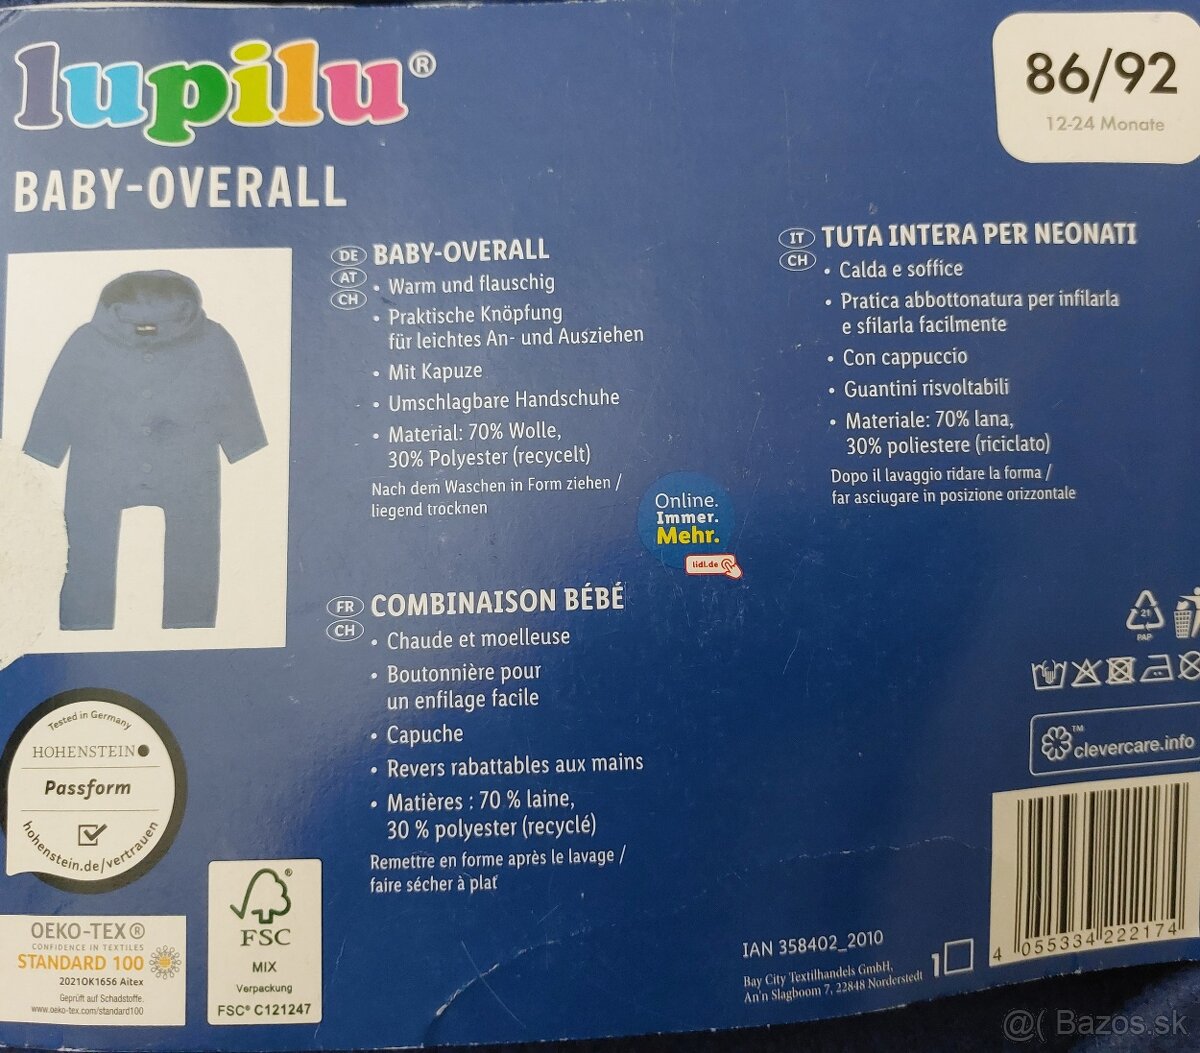 lupilu®
BABY-OVERALL
86/92
12-24 Monate
DE
AT
CH
BABY-OVERALL
• Warm und flauschig
• Praktische Knöpfung
für leichtes An- und Ausziehen
• Mit Kapuze
• Umschlagbare Handschuhe
• Material: 70% Wolle,
30% Polyester (recycelt)
Nach dem Waschen in Form ziehen /
liegend trocknen
IT
CH
TUTA INTERA PER NEONATI
• Calda e soffice
• Pratica abbottonatura per infilarla
e sfilarla facilmente
• Con cappuccio
• Guantini risvoltabili
• Materiale: 70% lana,
30% poliestere (riciclato)
Dopo il lavaggio ridare la forma /
far asciugare in posizione orizzontale
Online.
Immer.
Mehr.
lidl.de
FR
CH
COMBINAISON BÉBÉ
• Chaude et moelleuse
• Boutonnière pour
un enfilage facile
• Capuche
• Revers rabattables aux mains
• Matières : 70 % laine,
30 % polyester (recyclé)
Remettre en forme après le lavage /
faire sécher à plat
21
PAP
™
clevercare.info
Tested in Germany
HOHENSTEIN
Passform
hohenstein.de/vertrauen
OEKO-TEX®
CONFIDENCE IN TEXTILES
STANDARD 100
2021OK1656 Aitex
Geprüft auf Schadstoffe.
www.oeko-tex.com/standard100
®
FSC
MIX
Verpackung
FSC® C121247
IAN 358402_2010
Bay City Textilhandels GmbH,
An'n Slagboom 7, 22848 Norderstedt
1
4 055334 222174
@( Bazos.sk